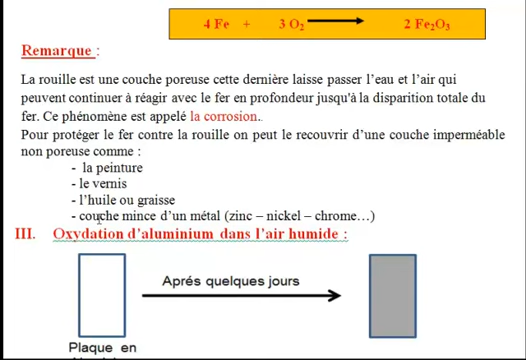 4 Fe + 3 O₂ → 2 Fe₂O₃
Remarque :
La rouille est une couche poreuse cette dernière laisse passer l'eau et l'air qui
peuvent continuer à réagir avec le fer en profondeur jusqu'à la disparition totale du
fer. Ce phénomène est appelé la corrosion..
Pour protéger le fer contre la rouille on peut le recouvrir d'une couche imperméable
non poreuse comme :
- la peinture
- le vernis
- l'huile ou graisse
- couche mince d'un métal (zinc – nickel – chrome…)
III. Oxydation d'aluminium dans l'air humide :
Aprés quelques jours
Plaque en